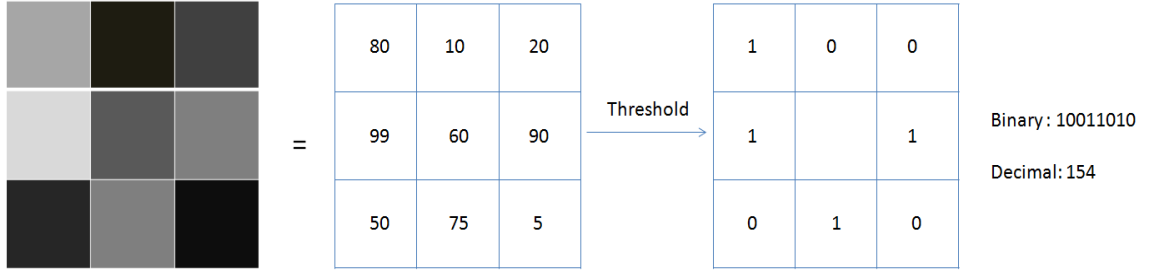 80 10 20 1 0 0
Threshold
= 99 60 90 1 1
Binary : 10011010
Decimal: 154
50 75 5 0 1 0